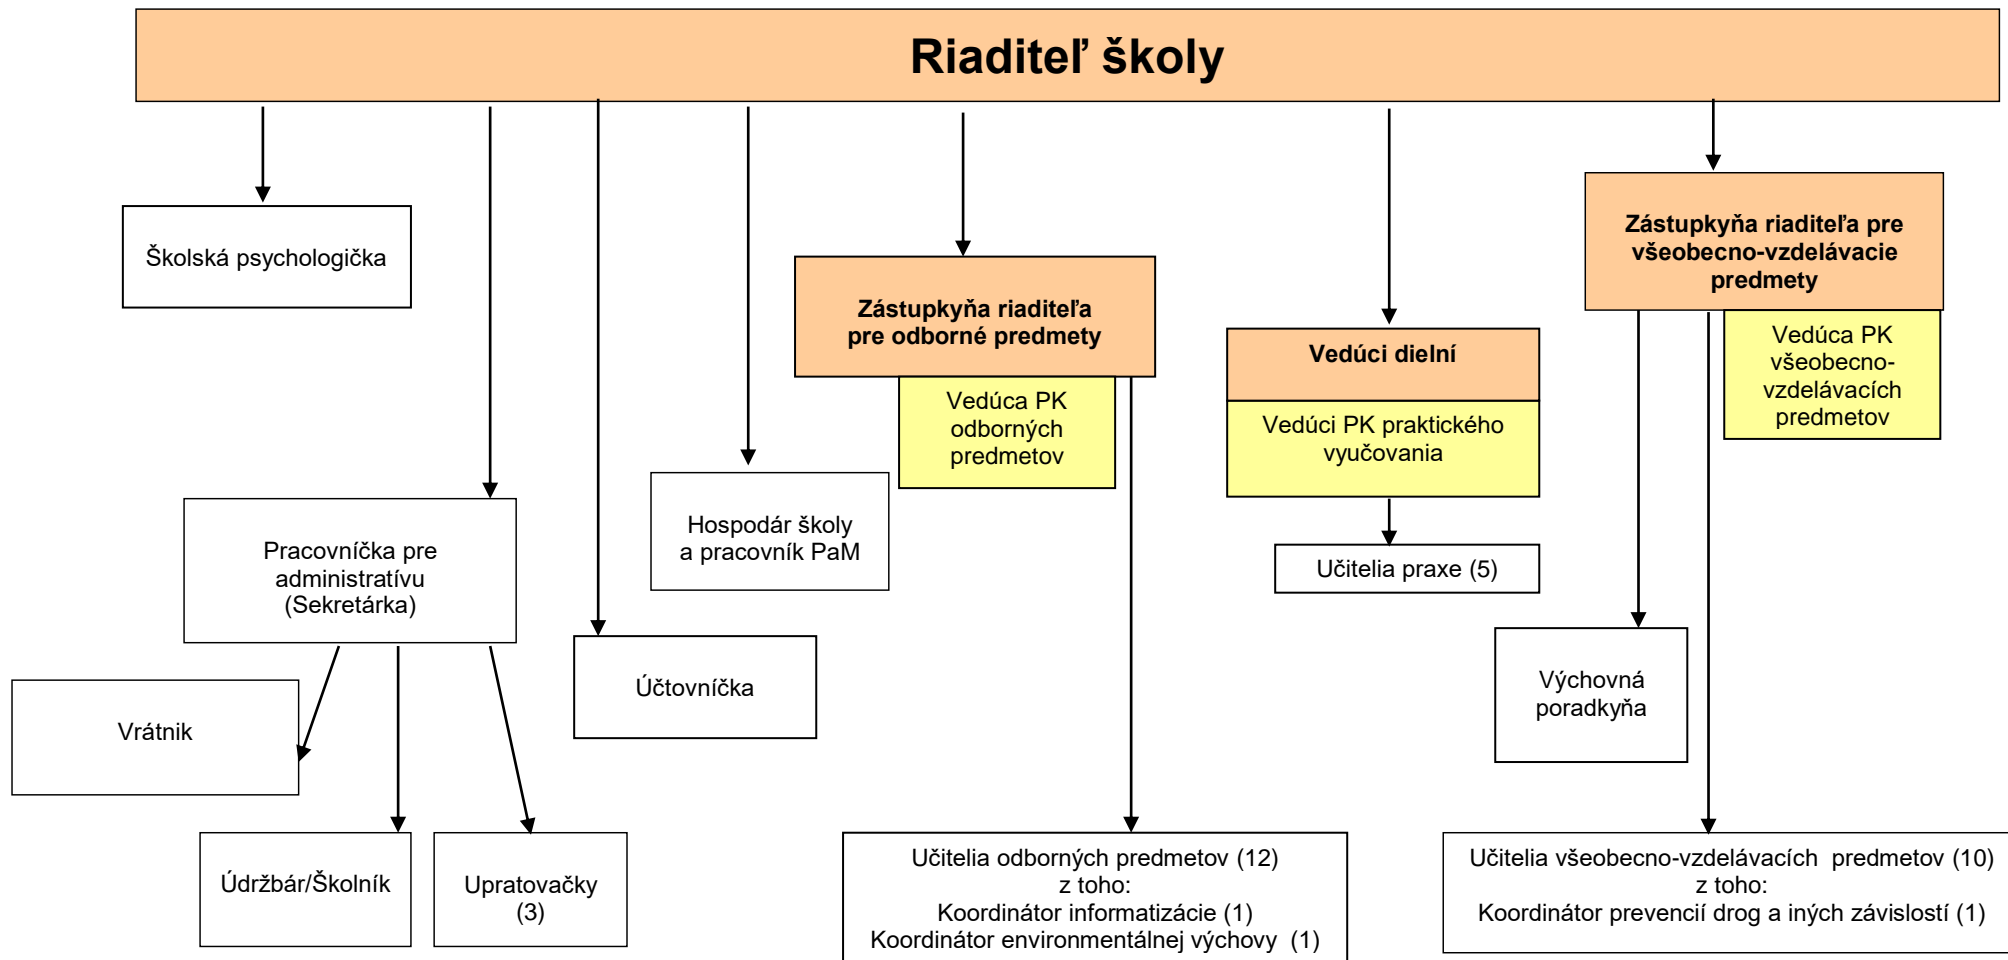 Riaditeľ školy
Školská psychologička
Zástupkyňa riaditeľa
pre odborné predmety
Vedúca PK
odborných
predmetov
Vedúci dielní
Vedúci PK praktického
vyučovania
Zástupkyňa riaditeľa pre
všeobecno-vzdelávacie
predmety
Vedúca PK
všeobecno-
vzdelávacích
predmetov
Pracovníčka pre
administratívu
(Sekretárka)
Hospodár školy
a pracovník PaM
Učitelia praxe (5)
Účtovníčka
Výchovná
poradkyňa
Vrátnik
Údržbár/Školník
Upratovačky
(3)
Učitelia odborných predmetov (12)
z toho:
Koordinátor informatizácie (1)
Koordinátor environmentálnej výchovy (1)
Učitelia všeobecno-vzdelávacích predmetov (10)
z toho:
Koordinátor prevencií drog a iných závislostí (1)